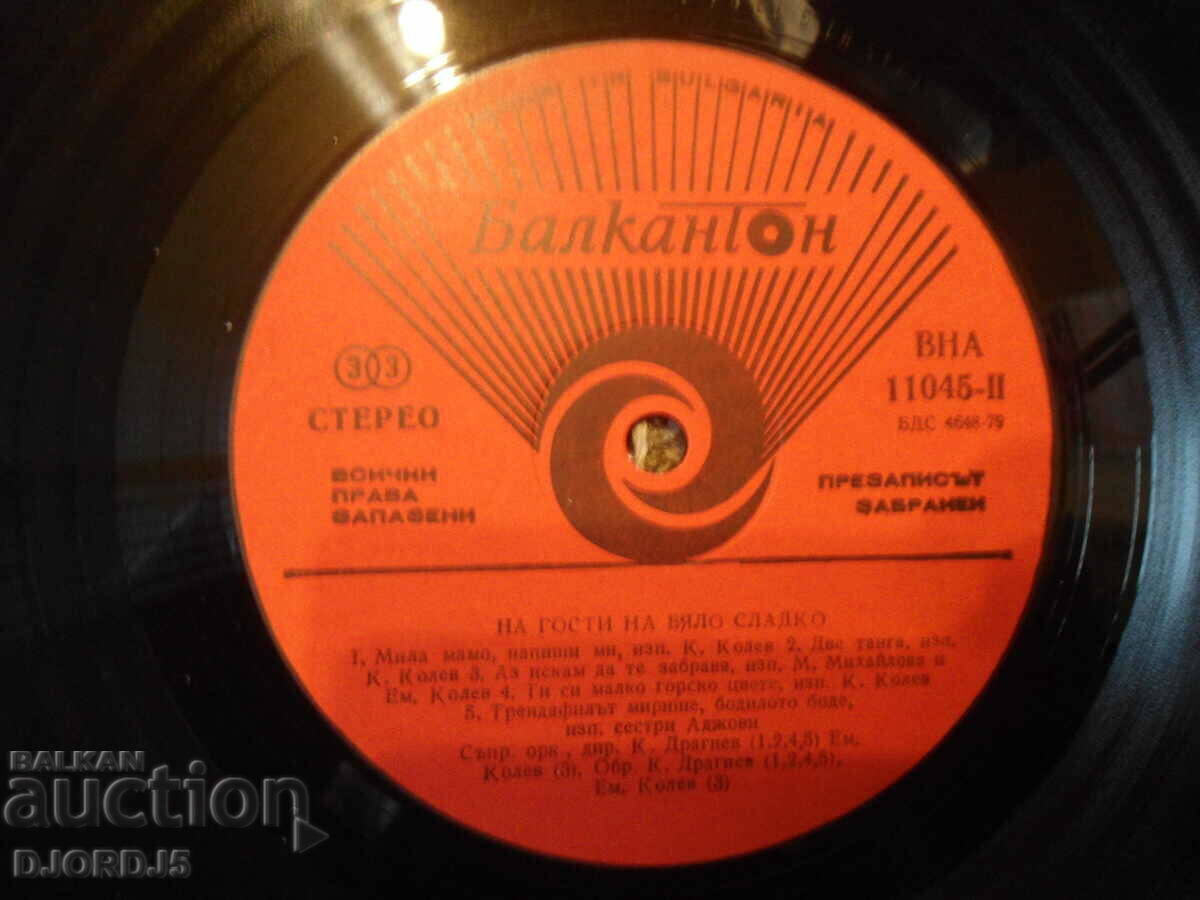 MADE IN BULGARIA
Балкантон
33
СТЕРЕО
ВНА
11045-II
БДС 4648-79
ВСИЧКИ
ПРАВА
ЗАПАЗЕНИ
ПРЕЗАПИСЪТ
ЗАБРАНЕН
НА ГОСТИ НА БЯЛО СЛАДКО
1. Мила мамо, напиши ми, изп. К. Колев 2. Две танга, изп.
К. Колев 3. Аз искам да те забравя, изп. М. Михайлова и
Ем. Колев 4. Ти си малко горско цвете, изп. К. Колев
5. Трендафилът мирише, бодилото боде,
изп. сестри Аджови
Съпр. орк., дир. К. Драгнев (1,2,4,5) Ем.
Колев (3), Обр. К. Драгнев (1,2,4,5),
Ем. Колев (3)
BALKAN
auction
DJORDJ5